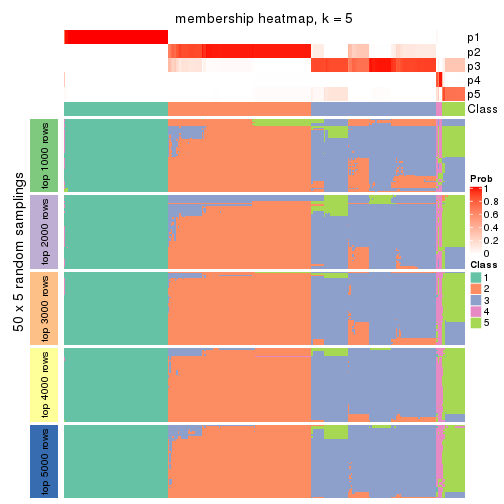 membership heatmap, k = 5
p1
p2
p3
p4
p5
Class
50 x 5 random samplings
top 1000 rows
top 2000 rows
top 3000 rows
top 4000 rows
top 5000 rows
Prob
1
0.8
0.6
0.4
0.2
0
Class
1
2
3
4
5